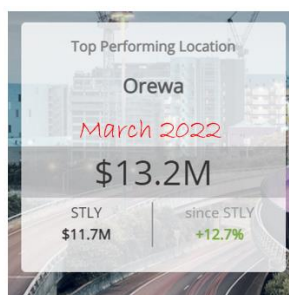 Top Performing Location
Orewa
March 2022
$13.2M
STLY since STLY
$11.7M +12.7%